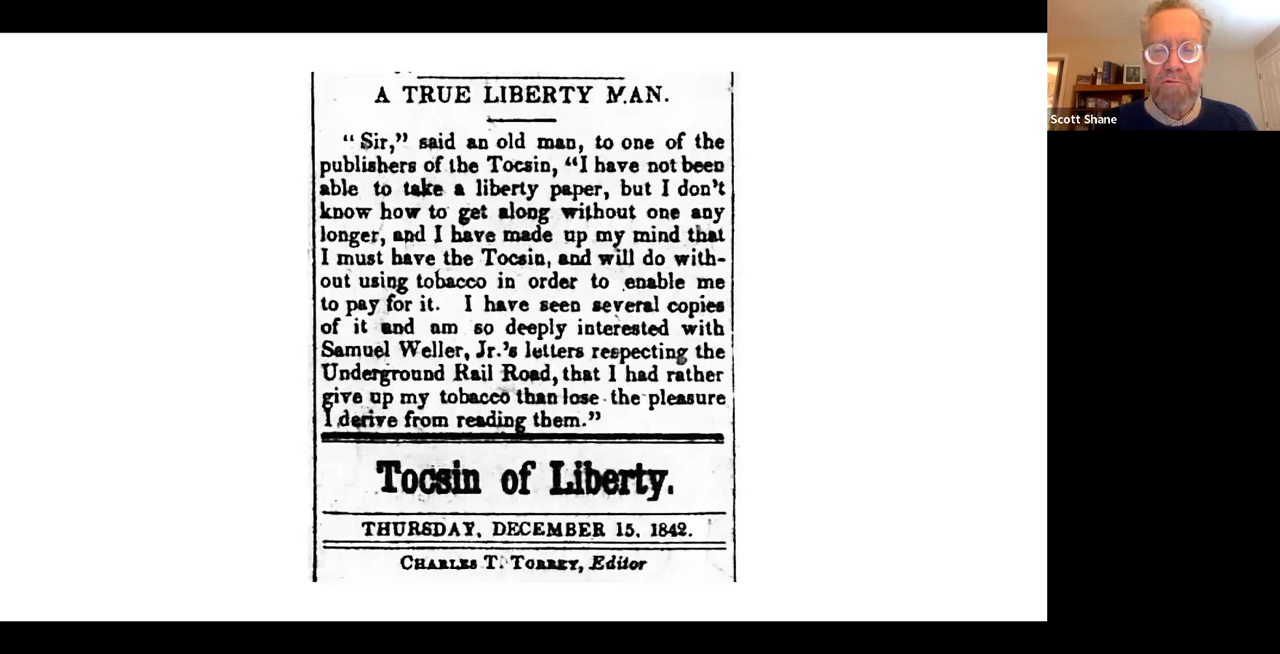 A TRUE LIBERTY MAN.
“Sir,” said an old man, to one of the
publishers of the Tocsin, “I have not been
able to take a liberty paper, but I don’t
know how to get along without one any
longer, and I have made up my mind that
I must have the Tocsin, and will do with-
out using tobacco in order to enable me
to pay for it. I have seen several copies
of it and am so deeply interested with
Samuel Weller, Jr.’s letters respecting the
Underground Rail Road, that I had rather
give up my tobacco than lose the pleasure
I derive from reading them.”
Tocsin of Liberty.
THURSDAY, DECEMBER 15, 1842.
CHARLES T. TORREY, Editor
Scott Shane